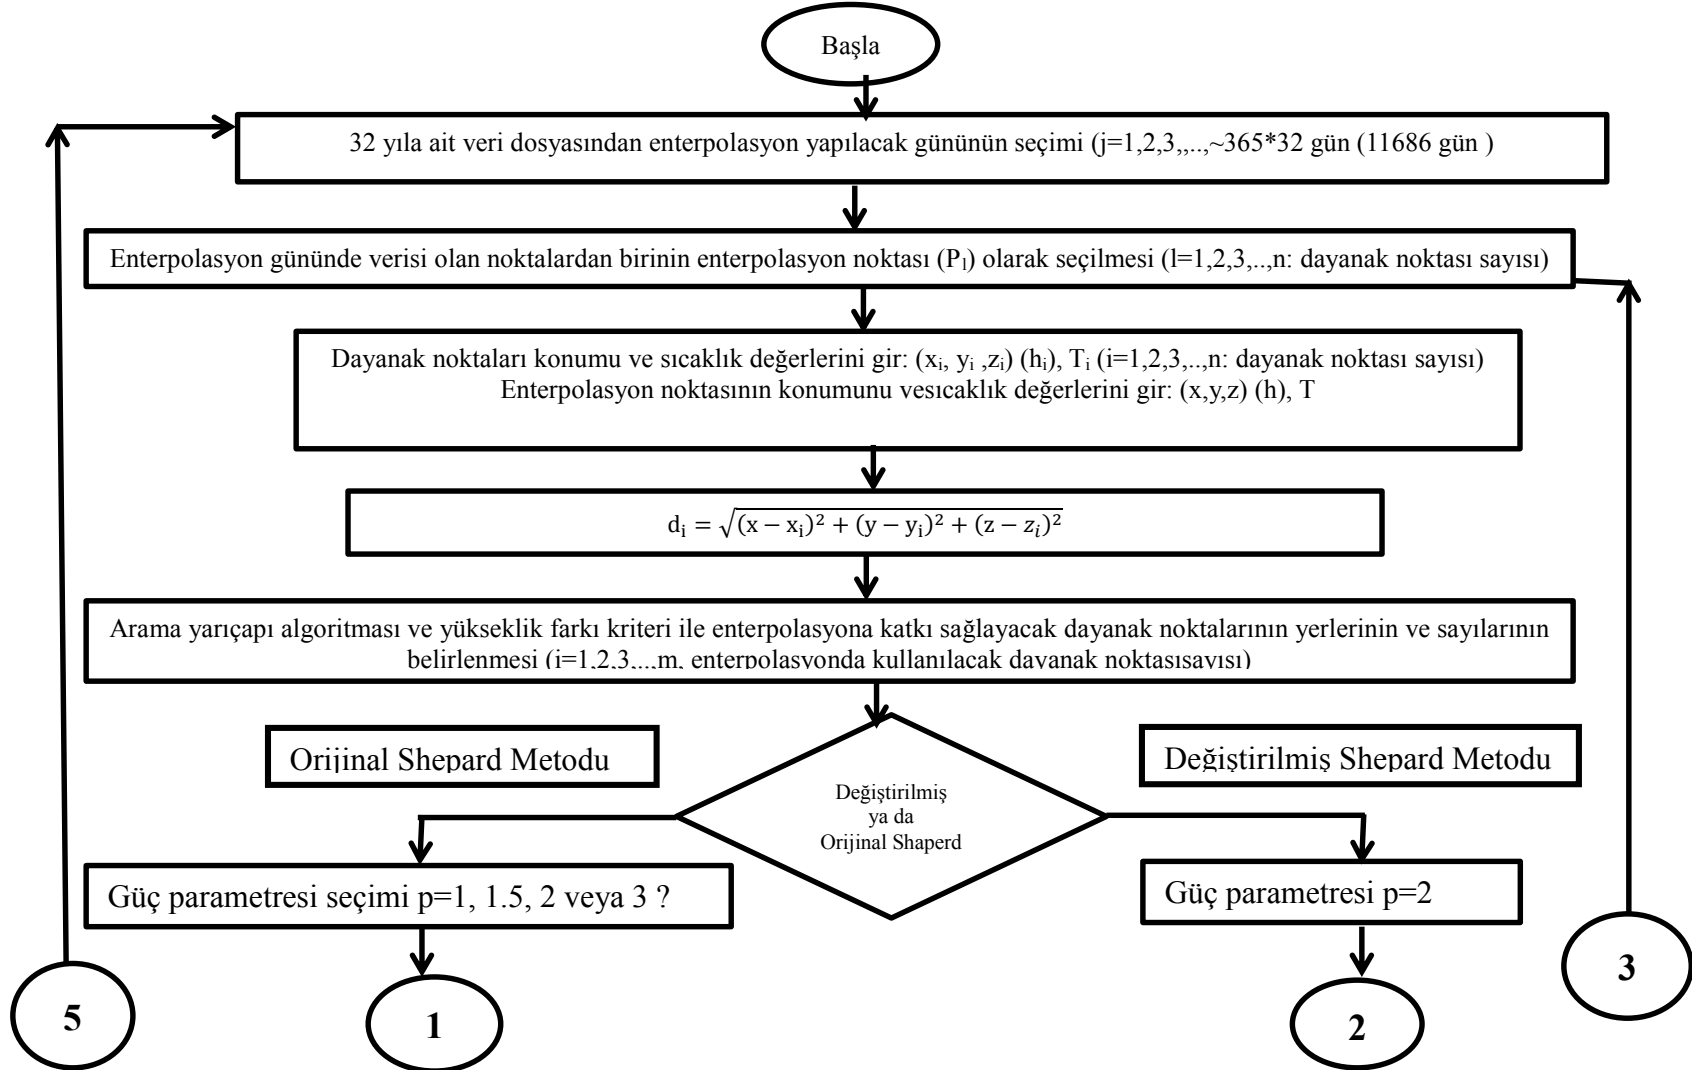 Başla
32 yıla ait veri dosyasından enterpolasyon yapılacak gününün seçimi (j=1,2,3,,..,~365*32 gün (11686 gün )
Enterpolasyon gününde verisi olan noktalardan birinin enterpolasyon noktası (Pₗ) olarak seçilmesi (l=1,2,3,..,n: dayanak noktası sayısı)
Dayanak noktaları konumu ve sıcaklık değerlerini gir: (xᵢ, yᵢ ,zᵢ) (hᵢ), Tᵢ (i=1,2,3,..,n: dayanak noktası sayısı)
Enterpolasyon noktasının konumunu vesıcaklık değerlerini gir: (x,y,z) (h), T
dᵢ = √(x − xᵢ)² + (y − yᵢ)² + (z − zᵢ)²
Arama yarıçapı algoritması ve yükseklik farkı kriteri ile enterpolasyona katkı sağlayacak dayanak noktalarının yerlerinin ve sayılarının
belirlenmesi (i=1,2,3,..,m, enterpolasyonda kullanılacak dayanak noktasısayısı)
Orijinal Shepard Metodu
Değiştirilmiş Shepard Metodu
Değiştirilmiş
ya da
Orijinal Shaperd
Güç parametresi seçimi p=1, 1.5, 2 veya 3 ?
Güç parametresi p=2
5
1
2
3